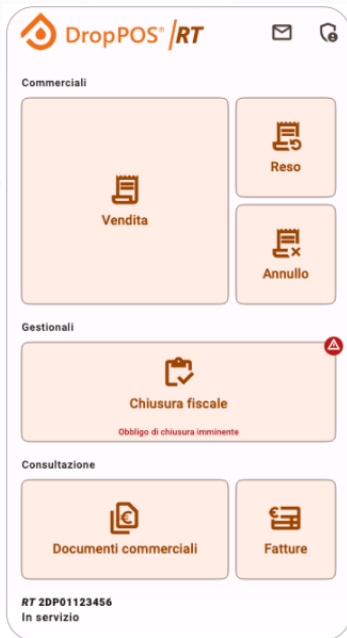 DropPOS® /RT
Commerciali
Vendita
Reso
Annullo
Gestionali
Chiusura fiscale
Obbligo di chiusura imminente
Consultazione
Documenti commerciali
Fatture
RT 2DP01123456
In servizio